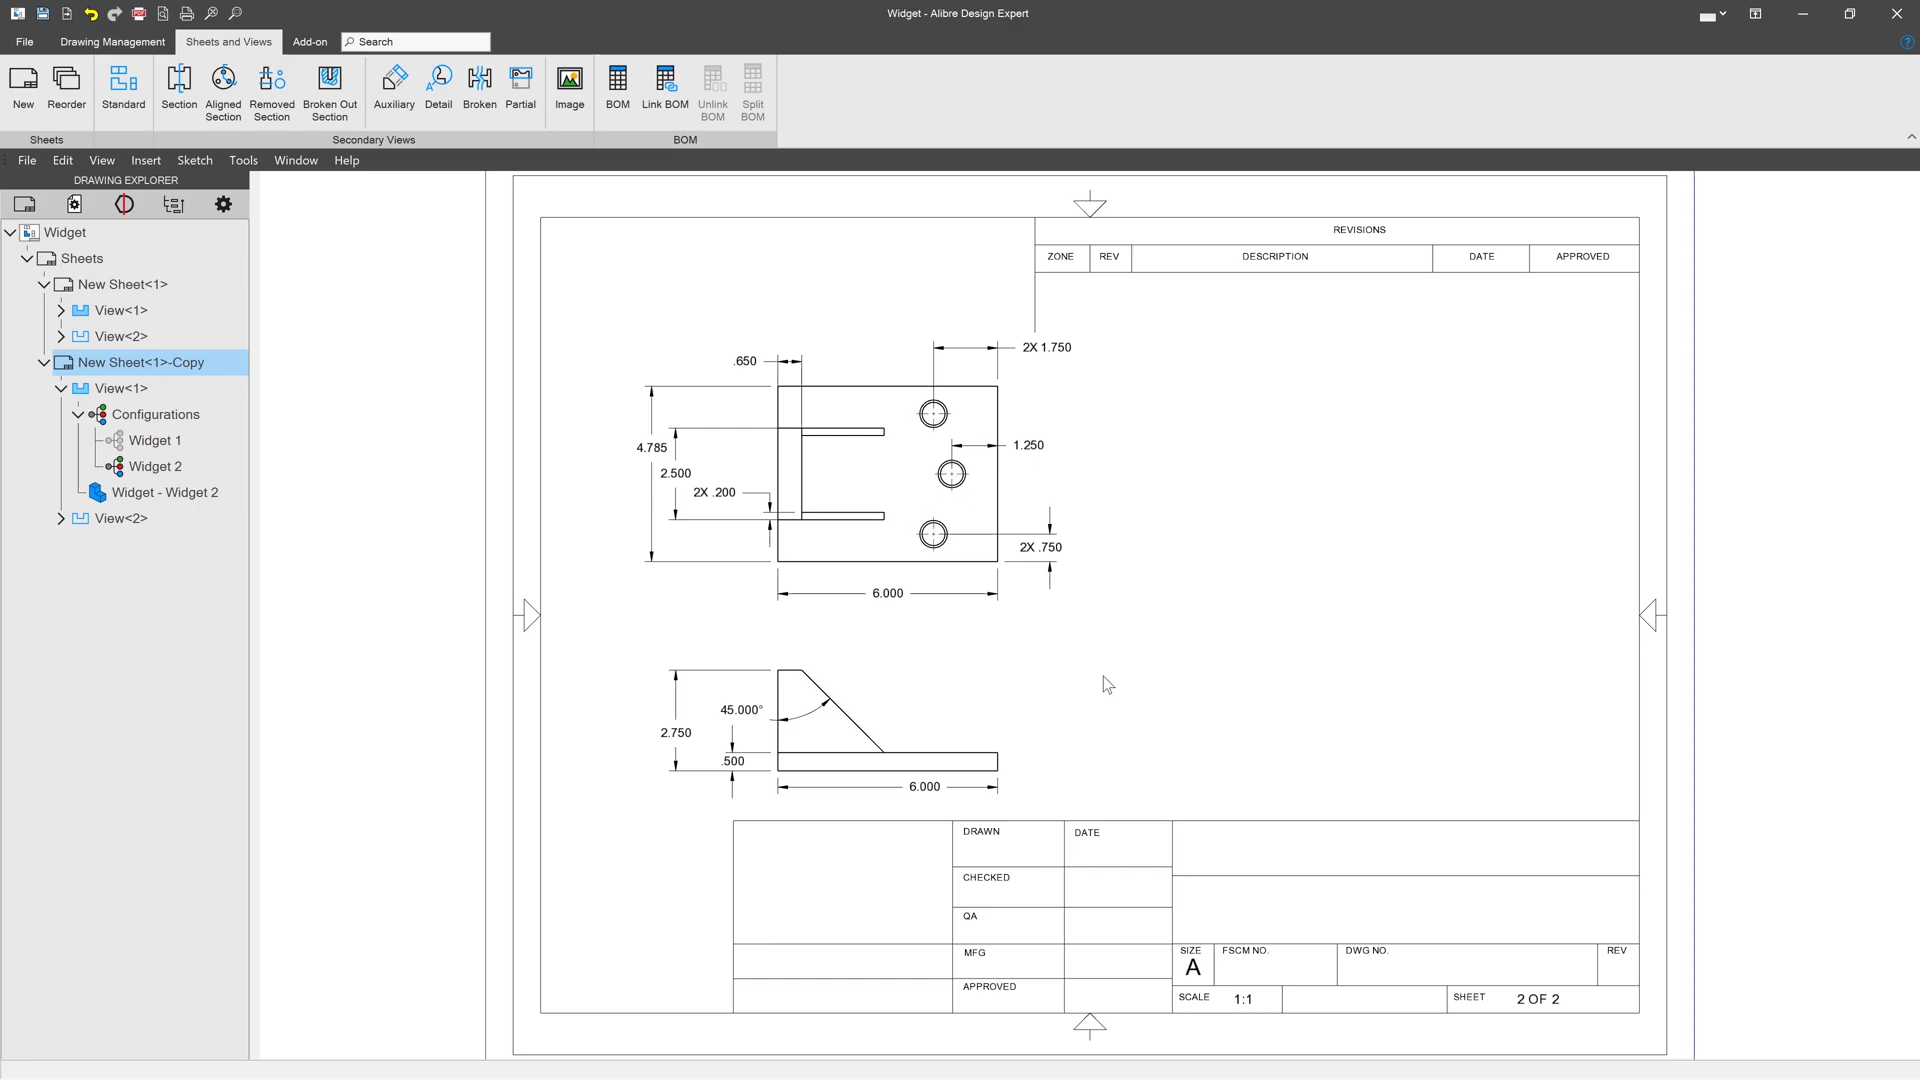 Widget - Alibre Design Expert
File
Drawing Management
Sheets and Views
Add-on
Search
New
Reorder
Standard
Section
Aligned
Section
Removed
Section
Broken Out
Section
Auxiliary
Detail
Broken
Partial
Image
BOM
Link BOM
Unlink
BOM
Split
BOM
Sheets
Secondary Views
BOM
File
Edit
View
Insert
Sketch
Tools
Window
Help
DRAWING EXPLORER
Widget
Sheets
New Sheet<1>
View<1>
View<2>
New Sheet<1>-Copy
View<1>
Configurations
Widget 1
Widget 2
Widget - Widget 2
View<2>
REVISIONS
ZONE
REV
DESCRIPTION
DATE
APPROVED
2X 1.750
.650
4.785
1.250
2.500
2X .200
2X .750
6.000
45.000°
2.750
.500
6.000
DRAWN
DATE
CHECKED
QA
MFG
APPROVED
SIZE
A
FSCM NO.
DWG NO.
REV
SCALE
1:1
SHEET
2 OF 2